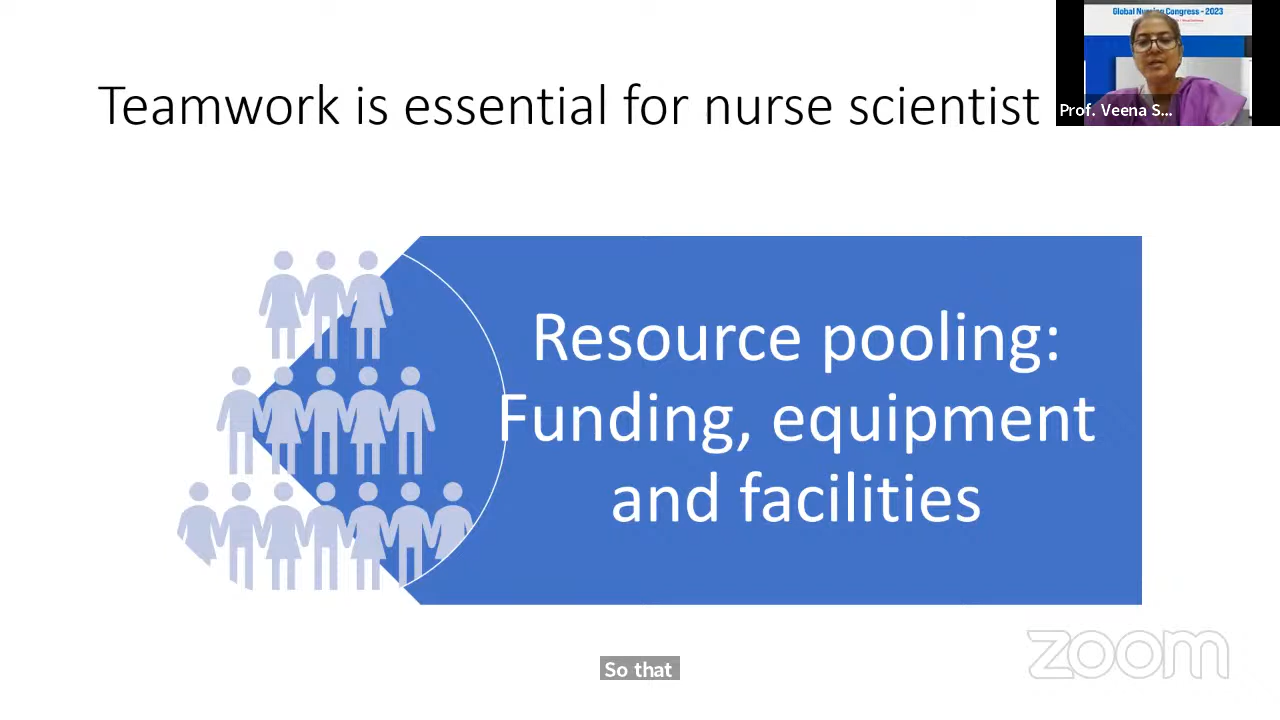 Global Nursing Congress - 2023
Teamwork is essential for nurse scientist
Prof. Veena S...
Resource pooling:
Funding, equipment
and facilities
zoom
So that